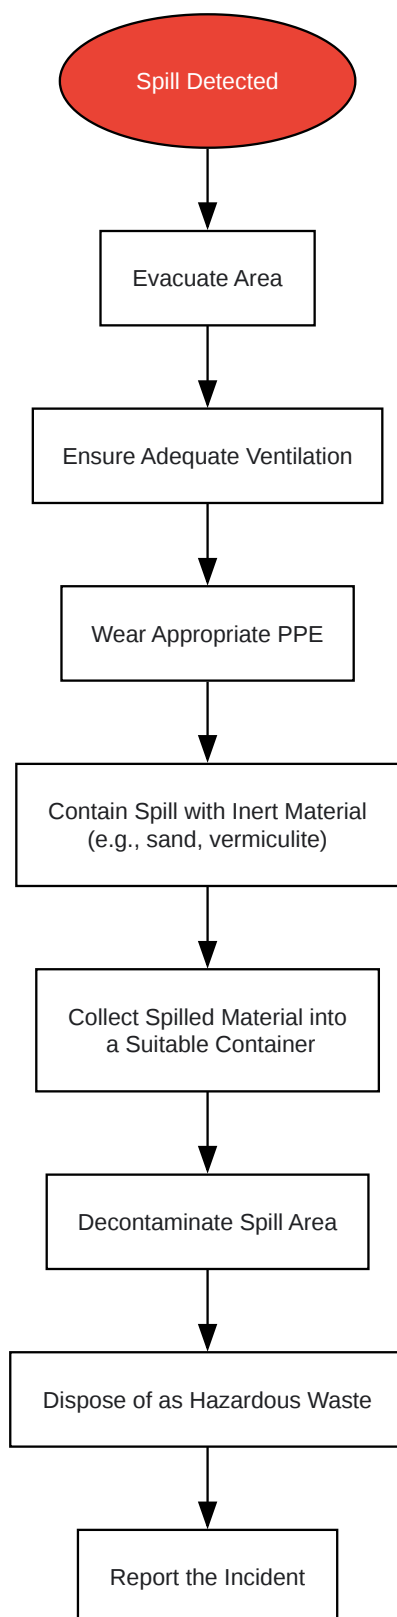 Spill Detected
Evacuate Area
Ensure Adequate Ventilation
Wear Appropriate PPE
Contain Spill with Inert Material
(e.g., sand, vermiculite)
Collect Spilled Material into
a Suitable Container
Decontaminate Spill Area
Dispose of as Hazardous Waste
Report the Incident